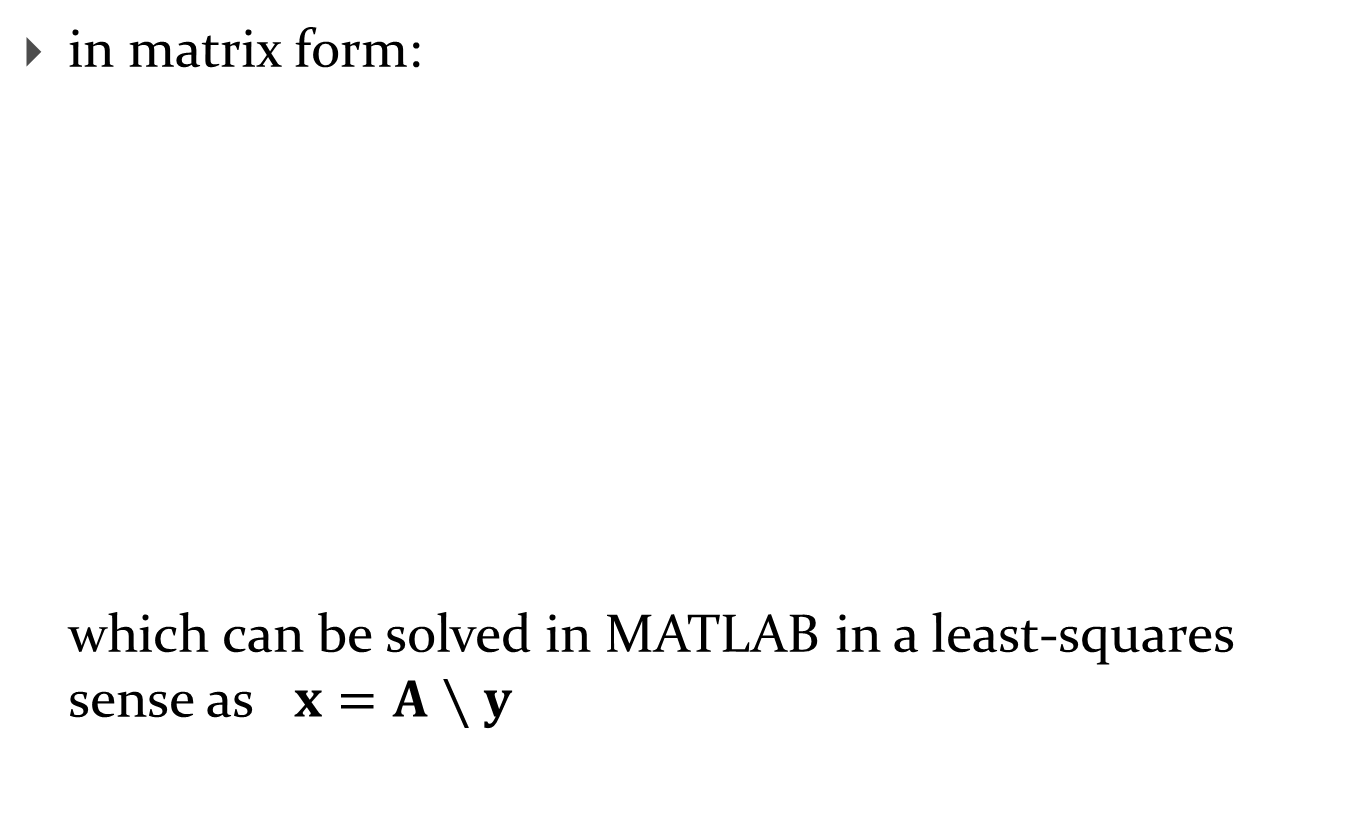 in matrix form:
which can be solved in MATLAB in a least-squares
sense as x = A \ y